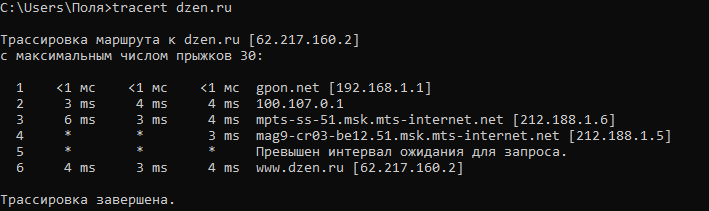 C:\Users\Поля>tracert dzen.ru
Трассировка маршрута к dzen.ru [62.217.160.2]
с максимальным числом прыжков 30:
1 <1 мс <1 мс <1 мс gpon.net [192.168.1.1]
2 3 ms 4 ms 4 ms 100.107.0.1
3 6 ms 3 ms 4 ms mpts-ss-51.msk.mts-internet.net [212.188.1.6]
4 * * 3 ms mag9-cr03-be12.51.msk.mts-internet.net [212.188.1.5]
5 * * * Превышен интервал ожидания для запроса.
6 4 ms 3 ms 4 ms www.dzen.ru [62.217.160.2]
Трассировка завершена.